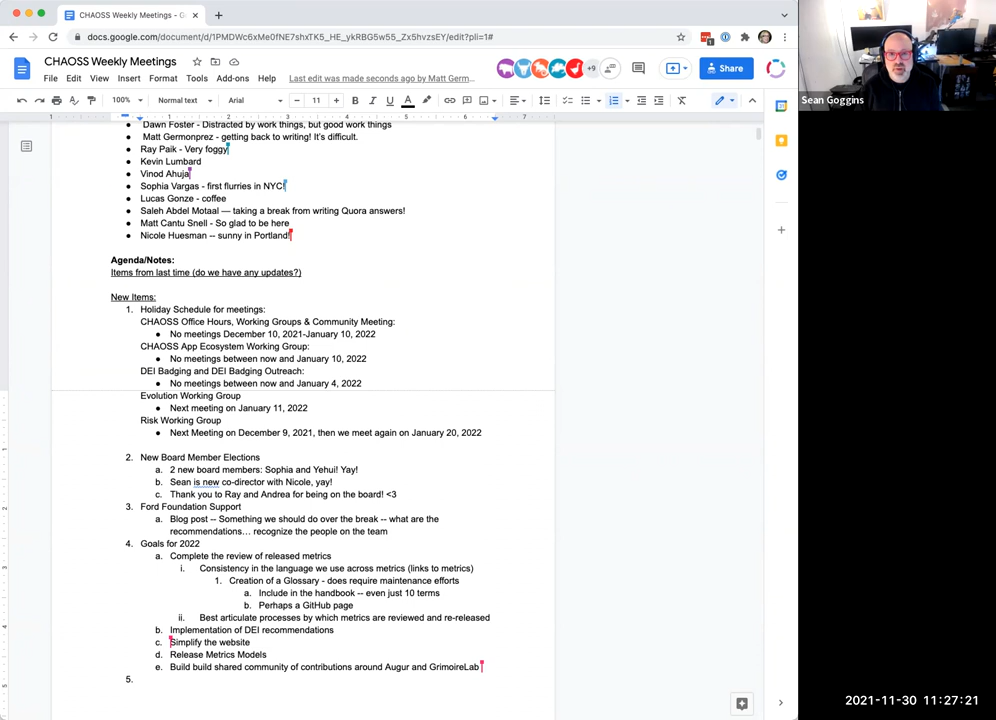 CHAOSS Weekly Meetings - G
docs.google.com/document/d/1PMDWc6xMe0fNE7shxTK5_HE_ykRBG5w55_Zx5hvzsEY/edit?pli=1#
CHAOSS Weekly Meetings
File Edit View Insert Format Tools Add-ons Help Last edit was made seconds ago by Matt Germ...
+9
Share
100% Normal text Arial 11
B I U A
1 1 2 3 4 5 6 7
Dawn Foster - Distracted by work things, but good work things
Matt Germonprez - getting back to writing! It's difficult.
Ray Paik - Very foggy
Kevin Lumbard
Vinod Ahuja
Sophia Vargas - first flurries in NYC!
Lucas Gonze - coffee
Saleh Abdel Motaal — taking a break from writing Quora answers!
Matt Cantu Snell - So glad to be here
Nicole Huesman -- sunny in Portland!
Agenda/Notes:
Items from last time (do we have any updates?)
New Items:
1. Holiday Schedule for meetings:
CHAOSS Office Hours, Working Groups & Community Meeting:
No meetings December 10, 2021-January 10, 2022
CHAOSS App Ecosystem Working Group:
No meetings between now and January 10, 2022
DEI Badging and DEI Badging Outreach:
No meetings between now and January 4, 2022
Evolution Working Group
Next meeting on January 11, 2022
Risk Working Group
Next Meeting on December 9, 2021, then we meet again on January 20, 2022
2. New Board Member Elections
a. 2 new board members: Sophia and Yehui! Yay!
b. Sean is new co-director with Nicole, yay!
c. Thank you to Ray and Andrea for being on the board! <3
3. Ford Foundation Support
a. Blog post -- Something we should do over the break -- what are the
recommendations… recognize the people on the team
4. Goals for 2022
a. Complete the review of released metrics
i. Consistency in the language we use across metrics (links to metrics)
1. Creation of a Glossary - does require maintenance efforts
a. Include in the handbook -- even just 10 terms
b. Perhaps a GitHub page
ii. Best articulate processes by which metrics are reviewed and re-released
b. Implementation of DEI recommendations
c. Simplify the website
d. Release Metrics Models
e. Build build shared community of contributions around Augur and GrimoireLab
5.
Sean Goggins
2021-11-30 11:27:21